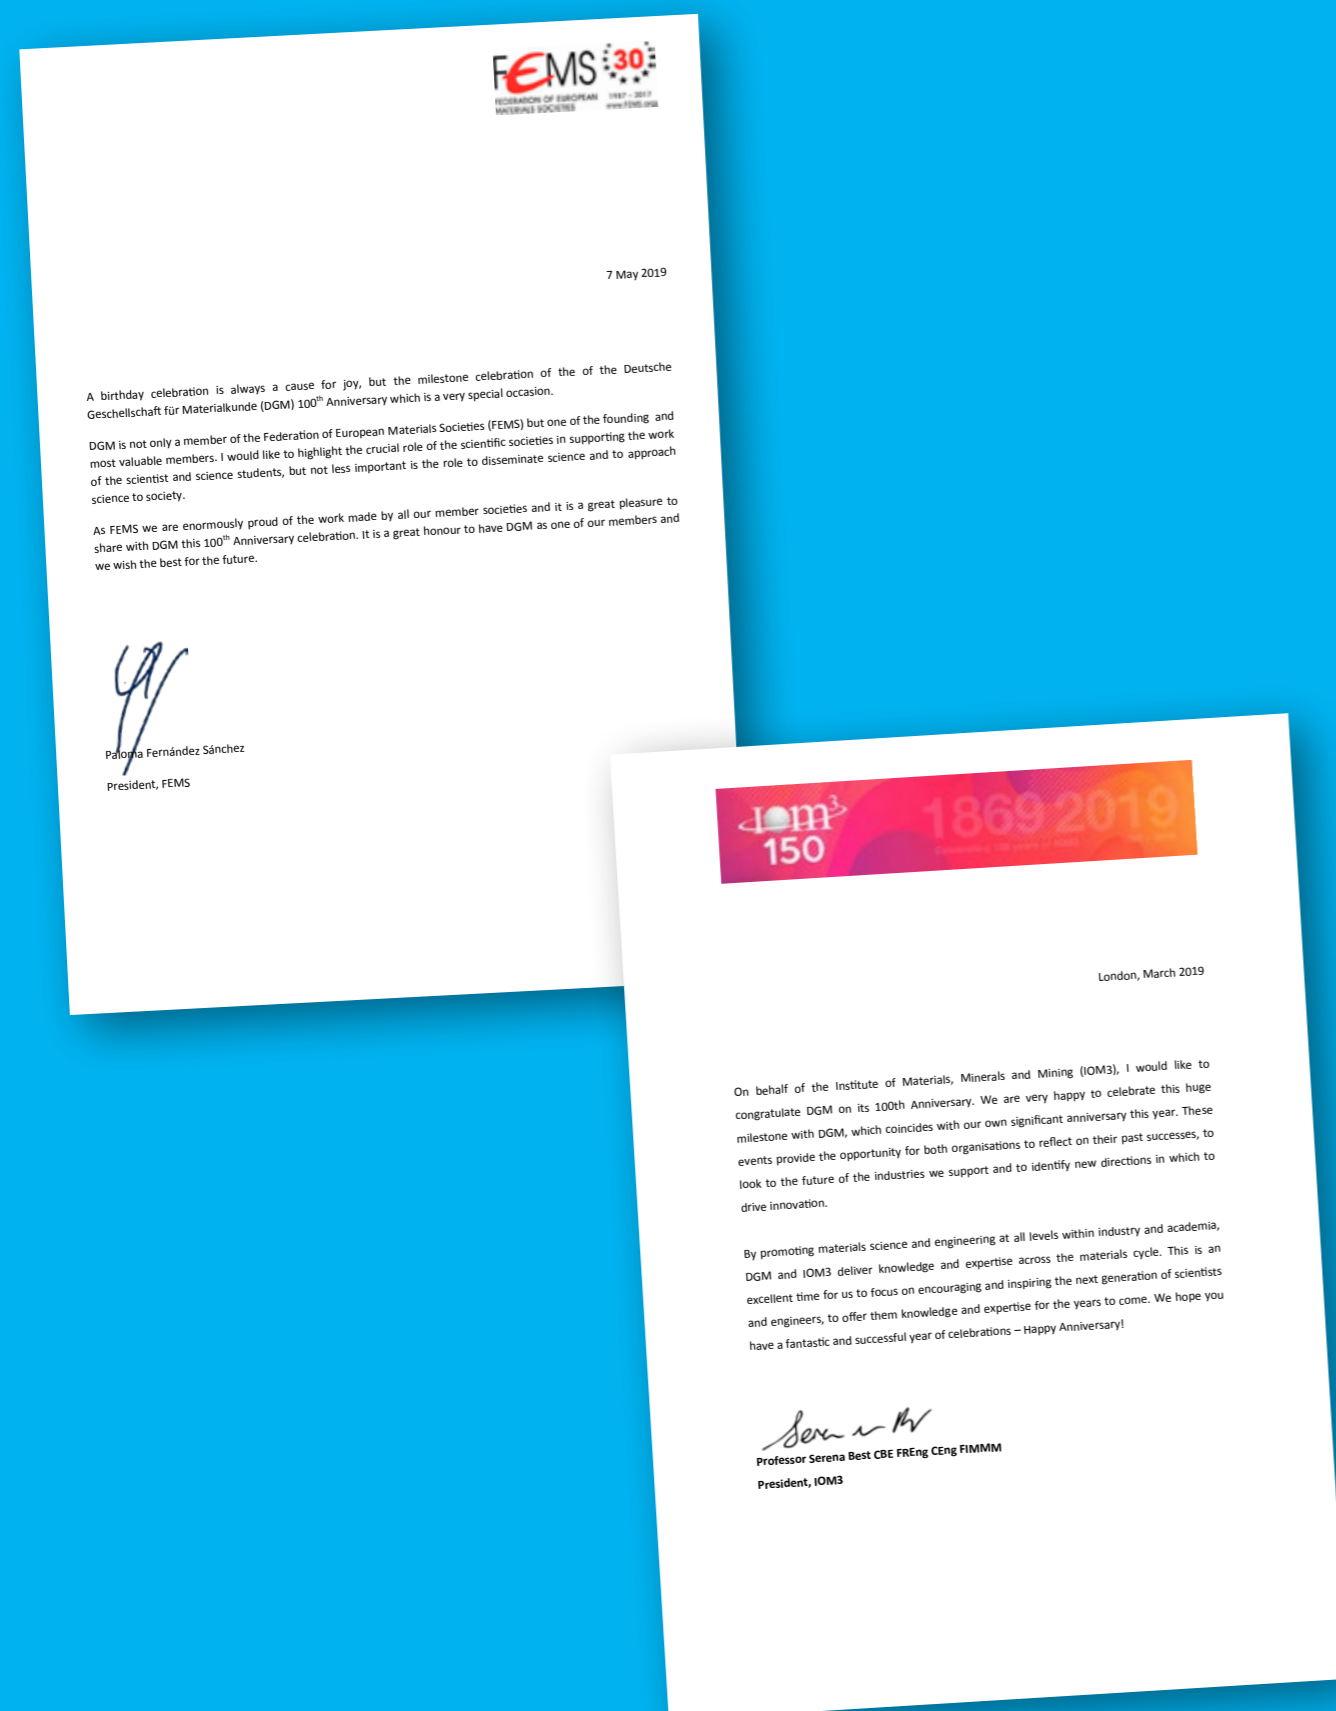 FEMS 30
FEDERATION OF EUROPEAN 1987 - 2017
MATERIALS SOCIETIES www.FEMS.org
7 May 2019
A birthday celebration is always a cause for joy, but the milestone celebration of the of the Deutsche
Geschellschaft für Materialkunde (DGM) 100th Anniversary which is a very special occasion.
DGM is not only a member of the Federation of European Materials Societies (FEMS) but one of the founding and
most valuable members. I would like to highlight the crucial role of the scientific societies in supporting the work
of the scientist and science students, but not less important is the role to disseminate science and to approach
science to society.
As FEMS we are enormously proud of the work made by all our member societies and it is a great pleasure to
share with DGM this 100th Anniversary celebration. It is a great honour to have DGM as one of our members and
we wish the best for the future.
Paloma Fernández Sánchez
President, FEMS
IOM3 1869 2019
150
London, March 2019
On behalf of the Institute of Materials, Minerals and Mining (IOM3), I would like to
congratulate DGM on its 100th Anniversary. We are very happy to celebrate this huge
milestone with DGM, which coincides with our own significant anniversary this year. These
events provide the opportunity for both organisations to reflect on their past successes, to
look to the future of the industries we support and to identify new directions in which to
drive innovation.
By promoting materials science and engineering at all levels within industry and academia,
DGM and IOM3 deliver knowledge and expertise across the materials cycle. This is an
excellent time for us to focus on encouraging and inspiring the next generation of scientists
and engineers, to offer them knowledge and expertise for the years to come. We hope you
have a fantastic and successful year of celebrations – Happy Anniversary!
Professor Serena Best CBE FREng CEng FIMMM
President, IOM3